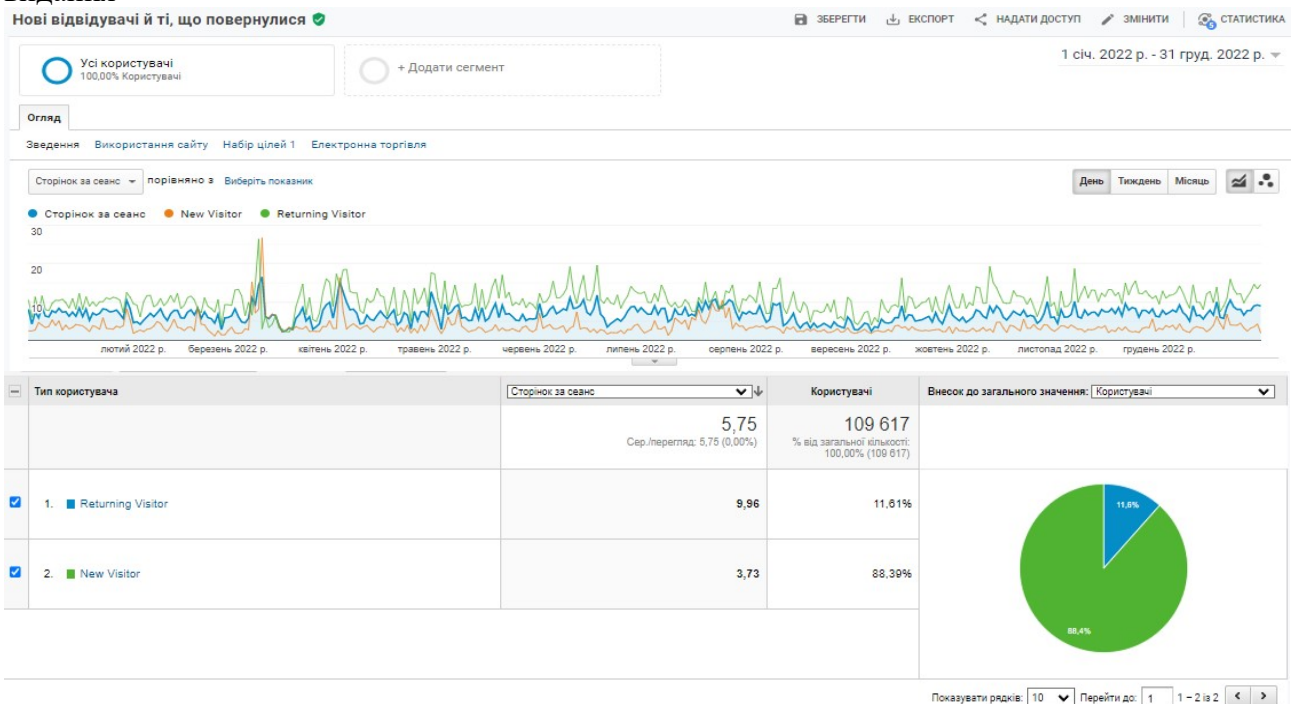 Нові відвідувачі й ті, що повернулися
ЗБЕРЕГТИ ЕКСПОРТ НАДАТИ ДОСТУП ЗМІНИТИ 5 СТАТИСТИКА
Усі користувачі
100,00% Користувачі
+ Додати сегмент
1 січ. 2022 р. - 31 груд. 2022 р.
Огляд
Зведення Використання сайту Набір цілей 1 Електронна торгівля
Сторінок за сеанс порівняно з Виберіть показник
День Тиждень Місяць
Сторінок за сеанс New Visitor Returning Visitor
30
20
10
лютий 2022 р. березень 2022 р. квітень 2022 р. травень 2022 р. червень 2022 р. липень 2022 р. серпень 2022 р. вересень 2022 р. жовтень 2022 р. листопад 2022 р. грудень 2022 р.
Тип користувача Сторінок за сеанс Користувачі Внесок до загального значення: Користувачі
5,75 109 617
Сер./перегляд: 5,75 (0,00%) % від загальної кількості:
100,00% (109 617)
1. Returning Visitor 9,96 11,61%
11,6%
2. New Visitor 3,73 88,39%
88,4%
Показувати рядків: 10 Перейти до: 1 1 – 2 із 2